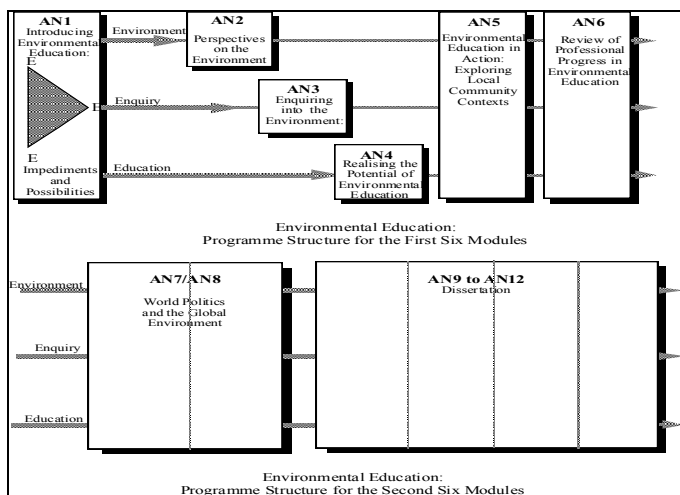 AN1
Introducing
Environmental
Education:
E
E
E
Impediments
and
Possibilities
Environment
Enquiry
Education
AN2
Perspectives
on the
Environment
AN3
Enquiring
into the
Environment:
AN4
Realising the
Potential of
Environmental
Education
AN5
Environmental
Education in
Action:
Exploring
Local
Community
Contexts
AN6
Review of
Professional
Progress in
Environmental
Education
Environmental Education:
Programme Structure for the First Six Modules
Environment
Enquiry
Education
AN7/AN8
World Politics
and the Global
Environment
AN9 to AN12
Dissertation
Environmental Education:
Programme Structure for the Second Six Modules